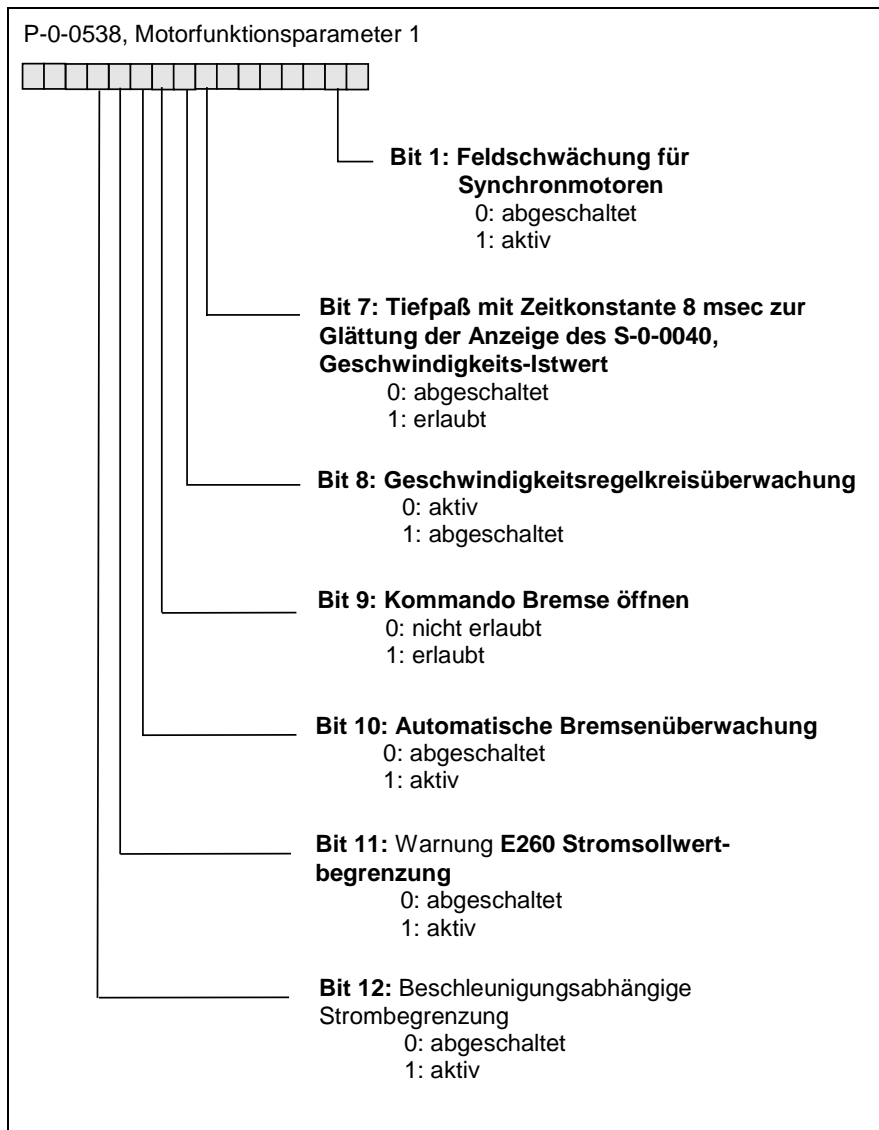 P-0-0538, Motorfunktionsparameter 1
Bit 1: Feldschwächung für
Synchronmotoren
0: abgeschaltet
1: aktiv
Bit 7: Tiefpaß mit Zeitkonstante 8 msec zur
Glättung der Anzeige des S-0-0040,
Geschwindigkeits-Istwert
0: abgeschaltet
1: erlaubt
Bit 8: Geschwindigkeitsregelkreisüberwachung
0: aktiv
1: abgeschaltet
Bit 9: Kommando Bremse öffnen
0: nicht erlaubt
1: erlaubt
Bit 10: Automatische Bremsenüberwachung
0: abgeschaltet
1: aktiv
Bit 11: Warnung E260 Stromsollwert-
begrenzung
0: abgeschaltet
1: aktiv
Bit 12: Beschleunigungsabhängige
Strombegrenzung
0: abgeschaltet
1: aktiv